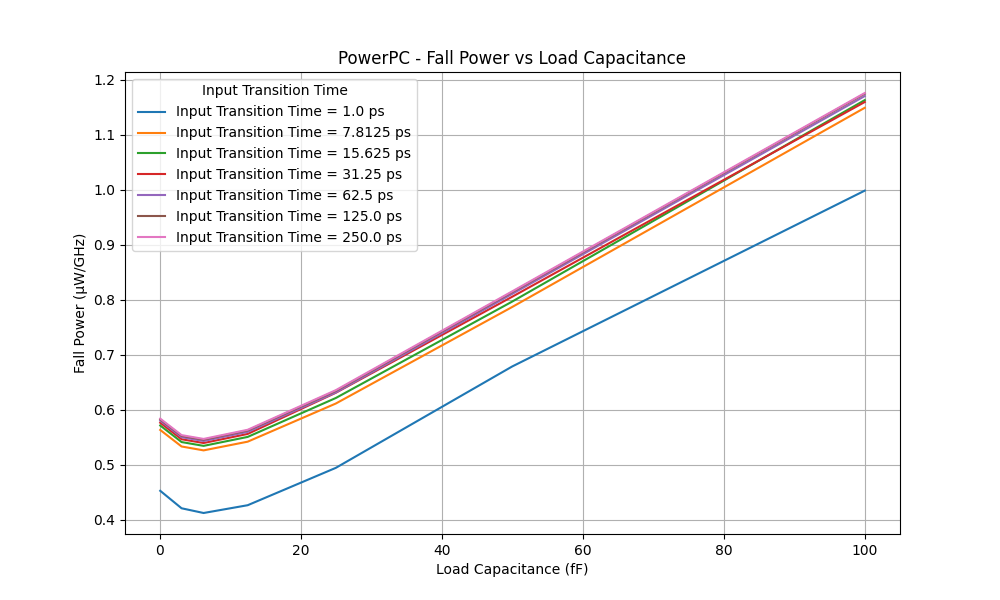 PowerPC - Fall Power vs Load Capacitance
Input Transition Time
Input Transition Time = 1.0 ps
Input Transition Time = 7.8125 ps
Input Transition Time = 15.625 ps
Input Transition Time = 31.25 ps
Input Transition Time = 62.5 ps
Input Transition Time = 125.0 ps
Input Transition Time = 250.0 ps
Fall Power (μW/GHz)
1.2
1.1
1.0
0.9
0.8
0.7
0.6
0.5
0.4
0 20 40 60 80 100
Load Capacitance (fF)